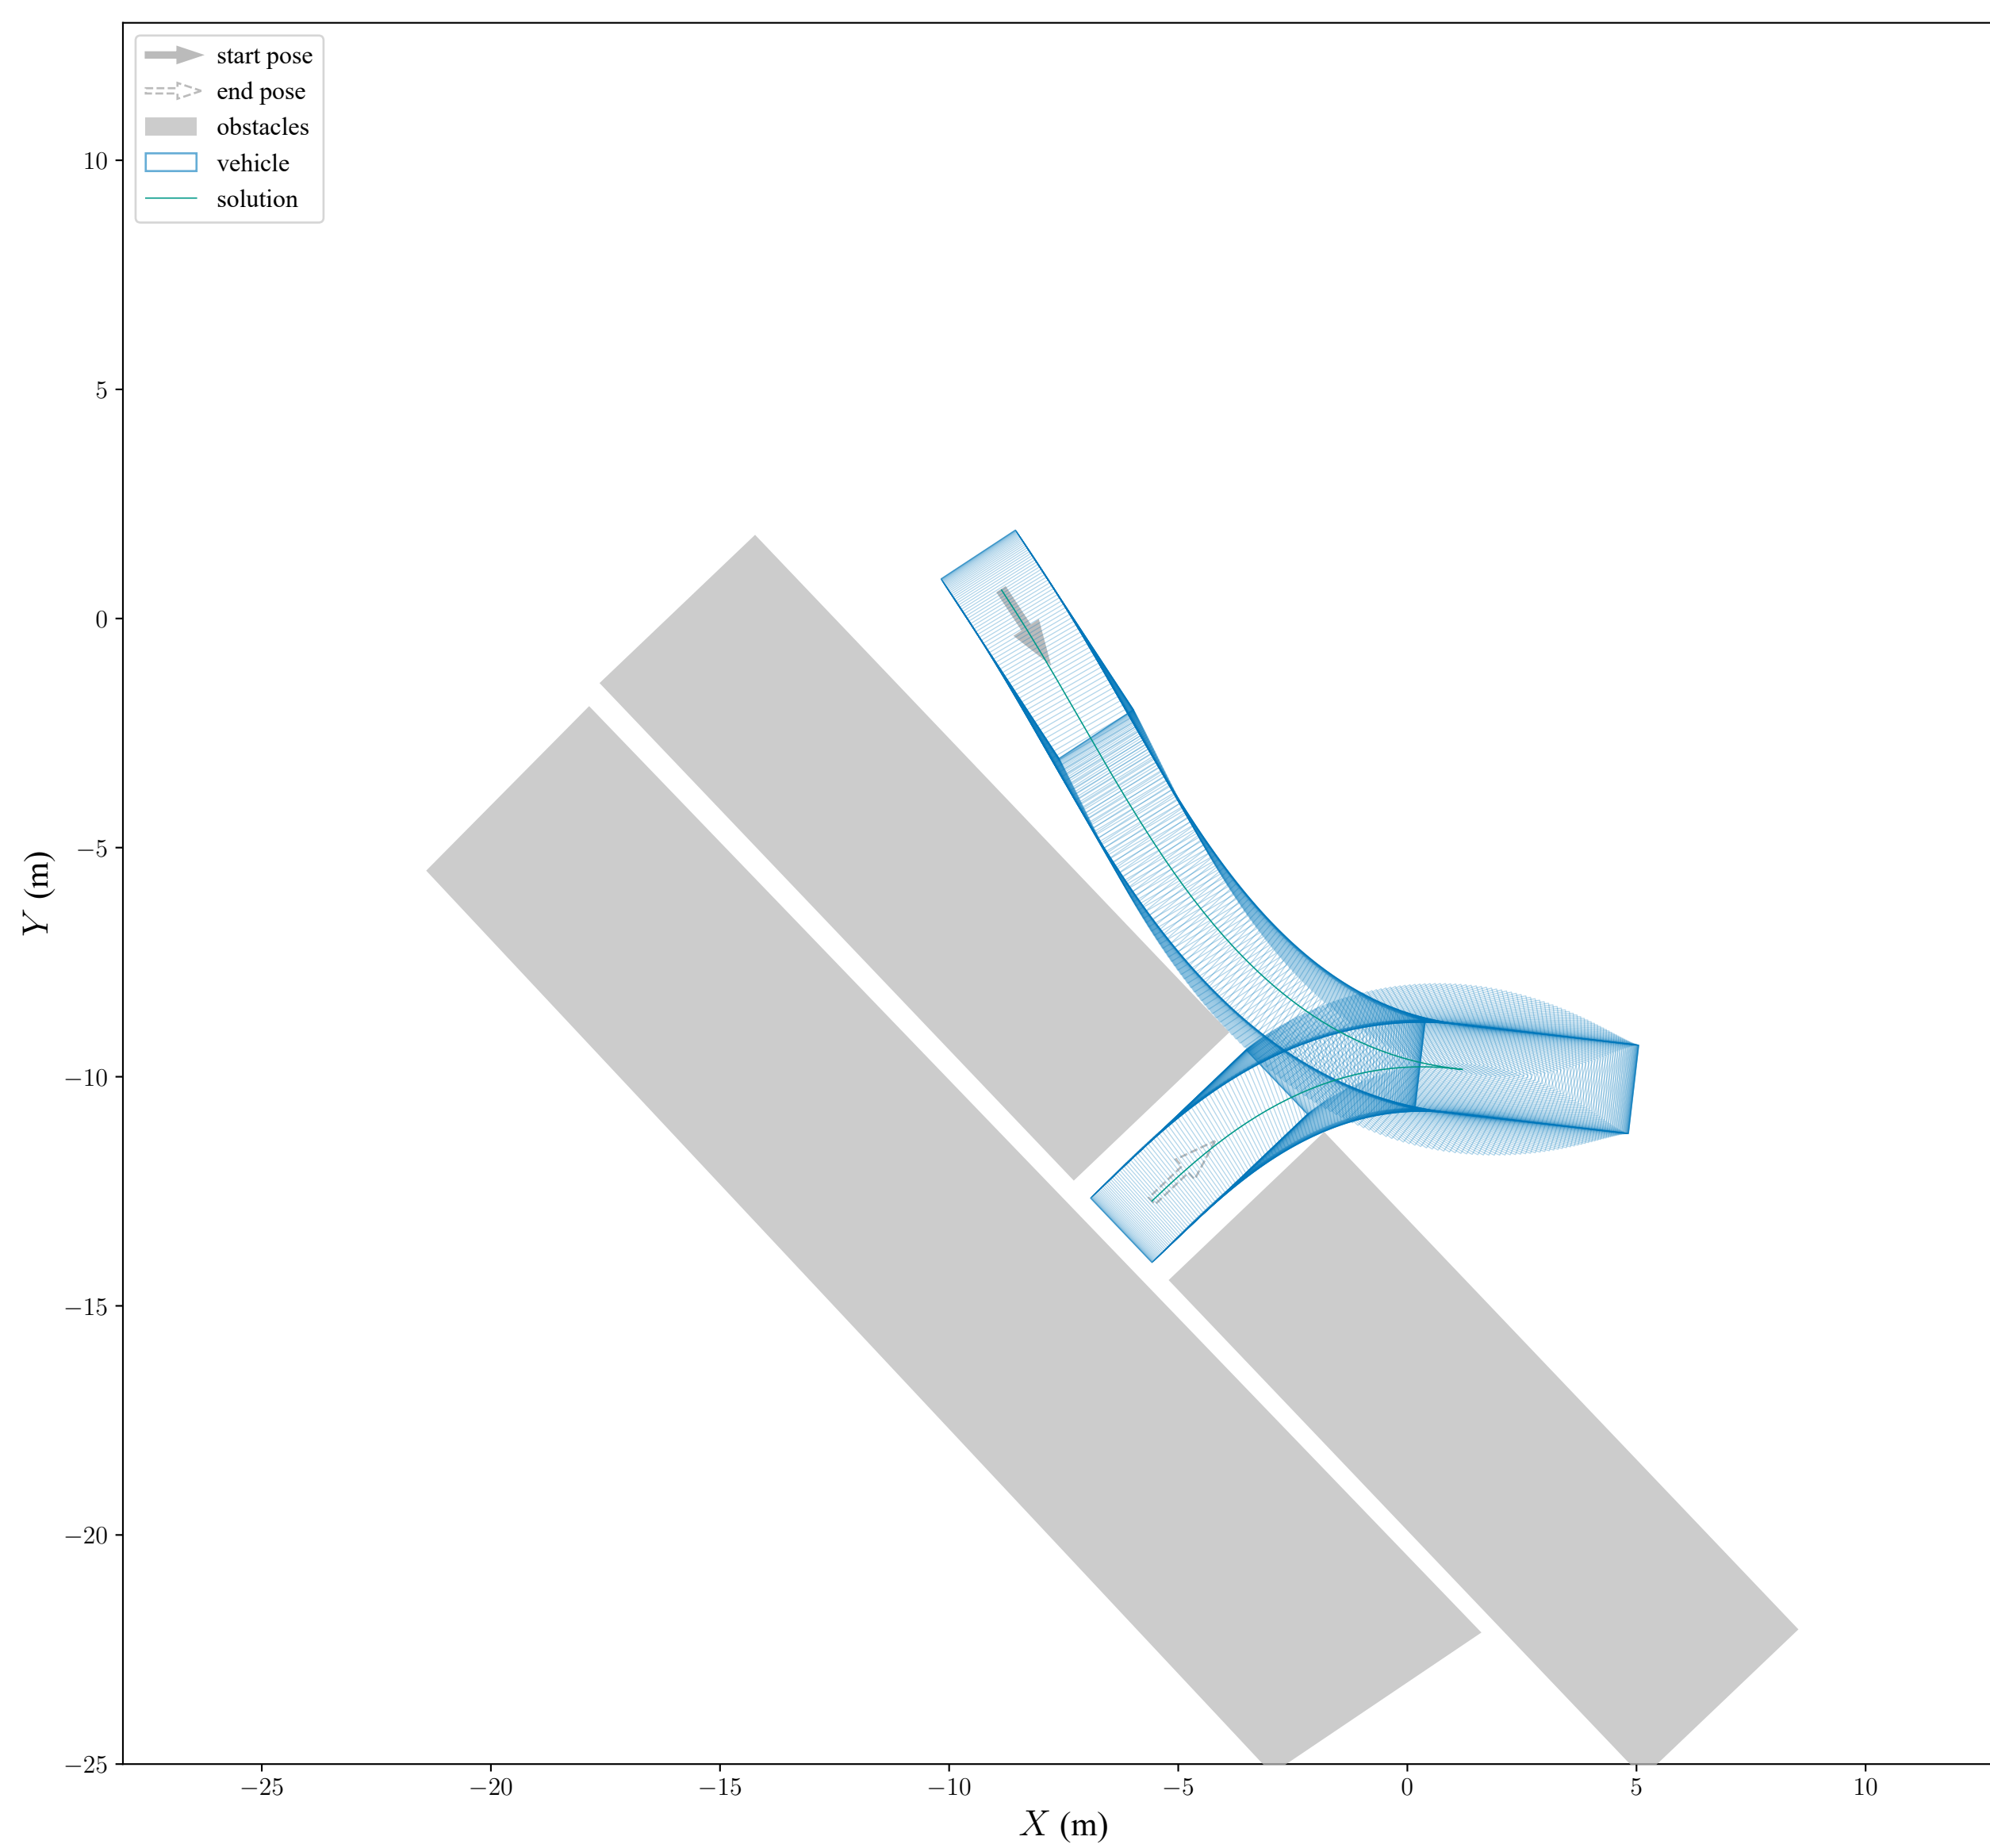 start pose
end pose
obstacles
vehicle
solution
10
5
0
−5
−10
−15
−20
−25
Y (m)
−25 −20 −15 −10 −5 0 5 10
X (m)